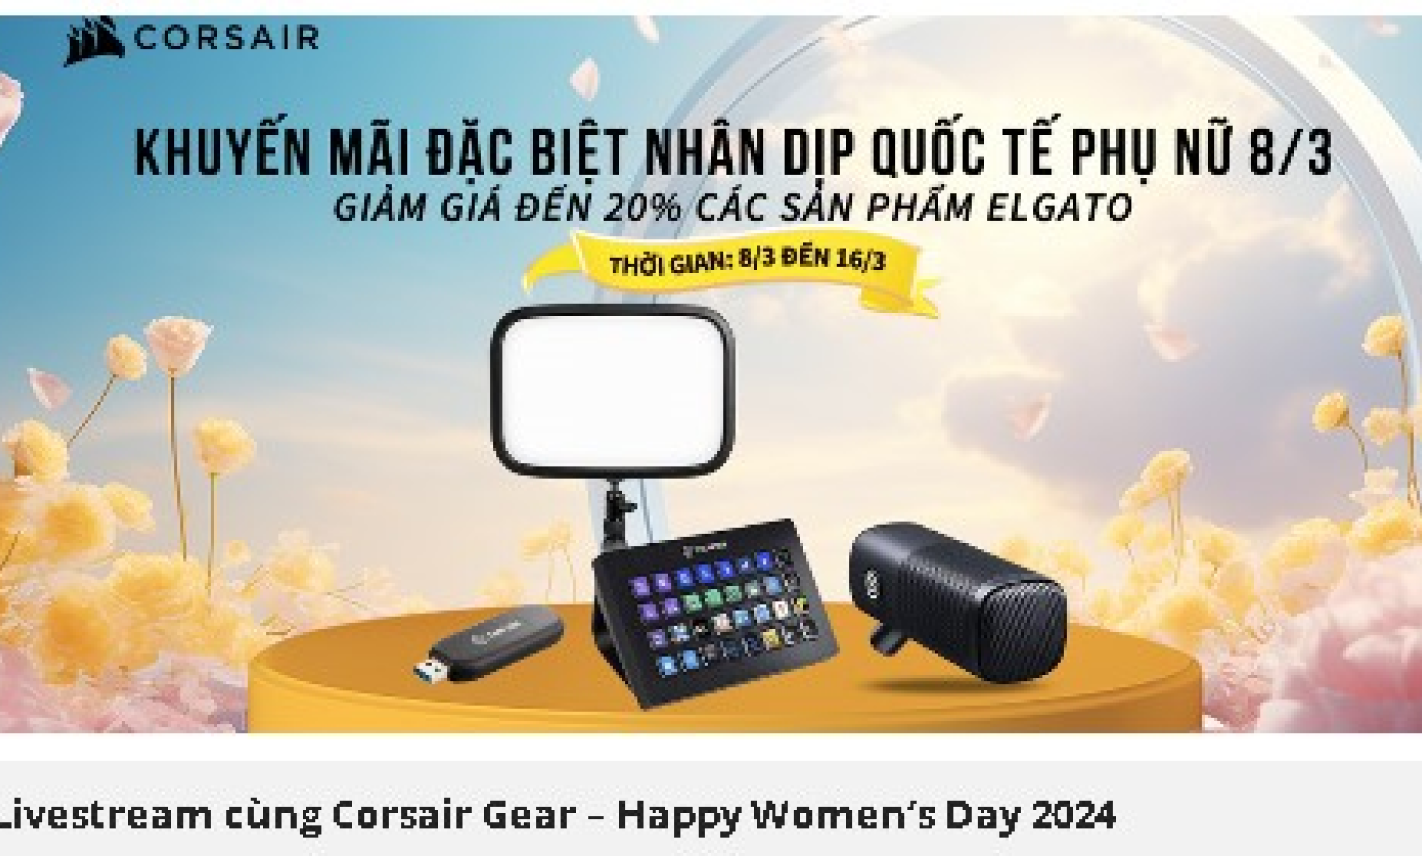 CORSAIR
KHUYẾN MÃI ĐẶC BIỆT NHÂN DỊP QUỐC TẾ PHỤ NỮ 8/3
GIẢM GIÁ ĐẾN 20% CÁC SẢN PHẨM ELGATO
THỜI GIAN: 8/3 ĐẾN 16/3
Livestream cùng Corsair Gear – Happy Women’s Day 2024